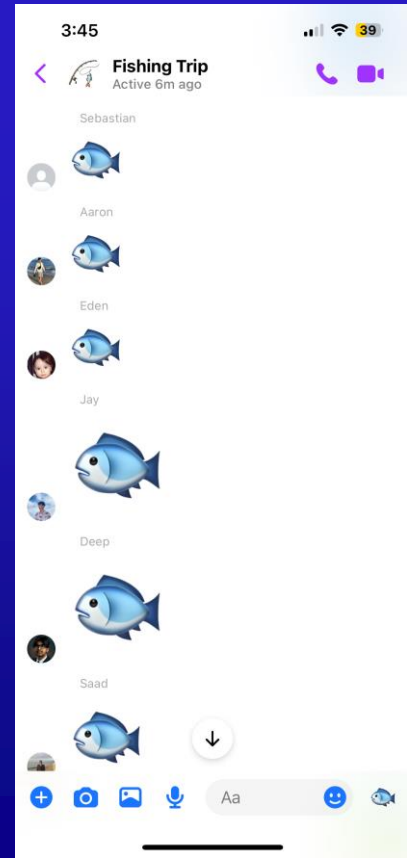 3:45
39
Fishing Trip
Active 6m ago
Sebastian
Aaron
Eden
Jay
Deep
Saad
Aa